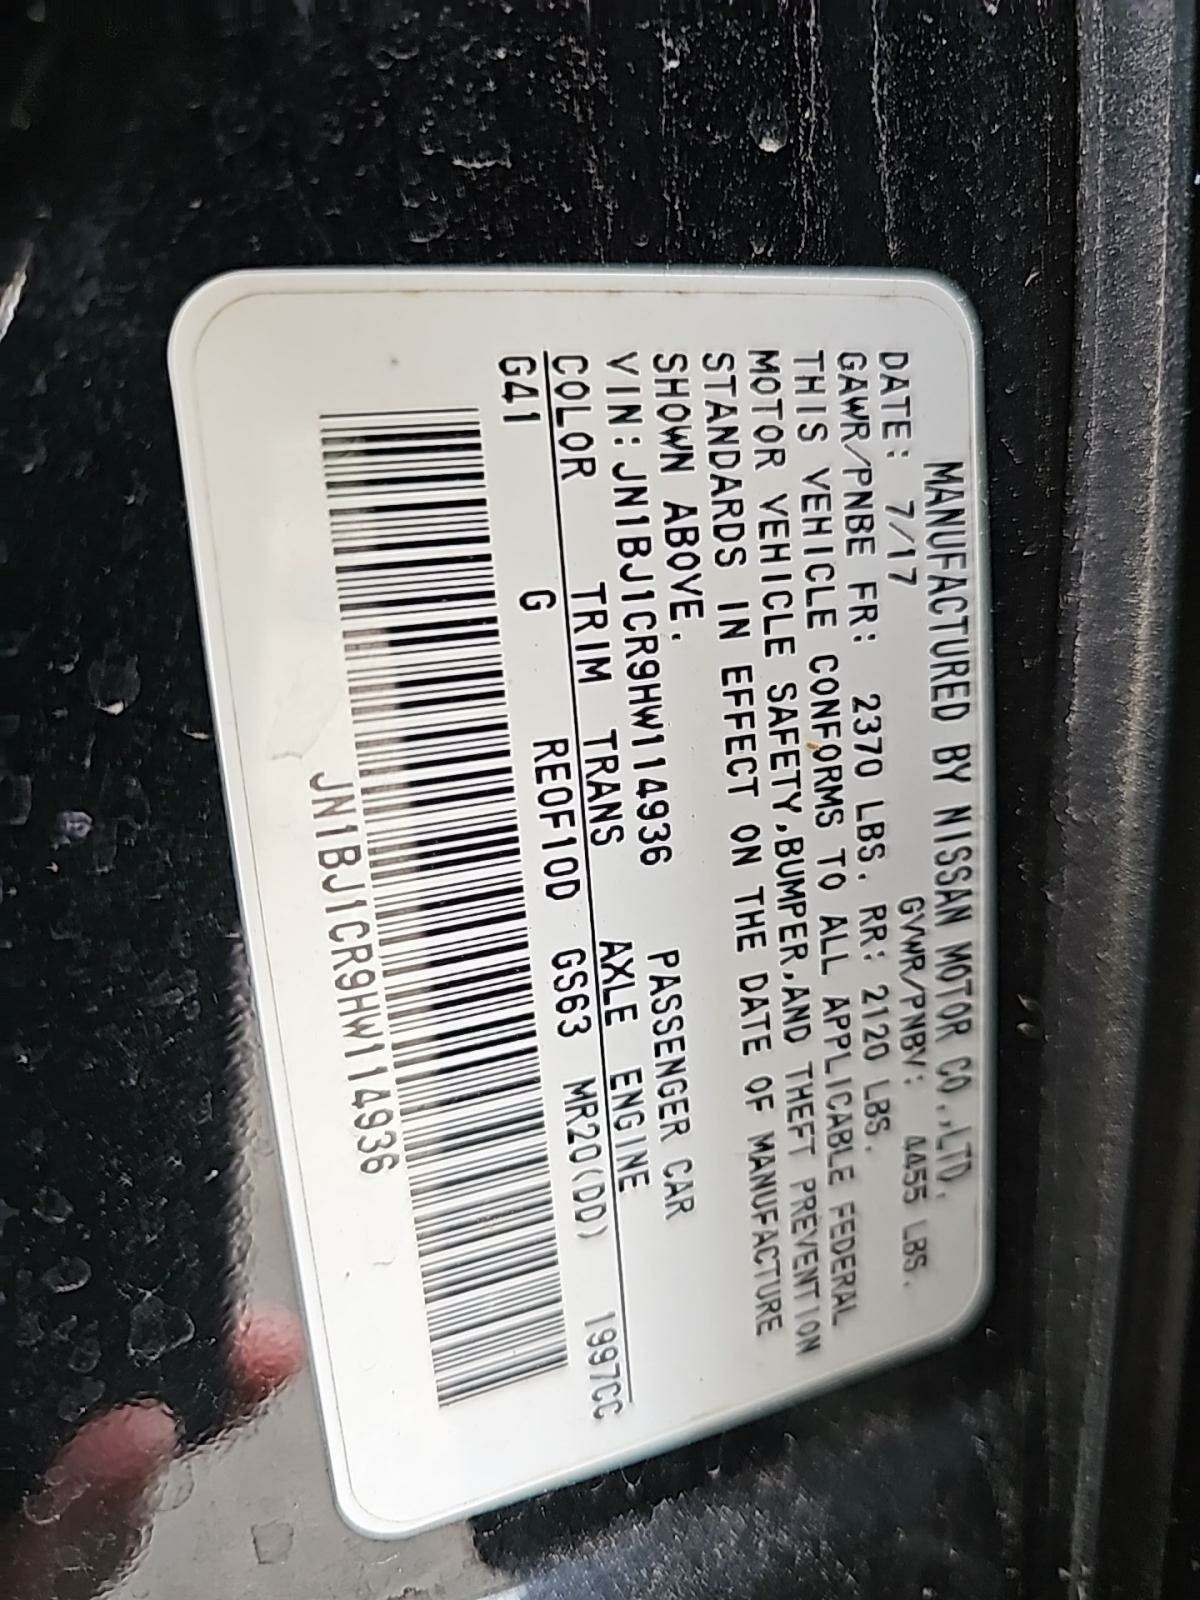 MANUFACTURED BY NISSAN MOTOR CO.,LTD.
DATE: 7/17 GVWR/PNBV: 4455 LBS.
GAWR/PNBE FR: 2370 LBS. RR: 2120 LBS.
THIS VEHICLE CONFORMS TO ALL APPLICABLE FEDERAL
MOTOR VEHICLE SAFETY,BUMPER,AND THEFT PREVENTION
STANDARDS IN EFFECT ON THE DATE OF MANUFACTURE
SHOWN ABOVE.
VIN:JN1BJ1CR9HW114936 PASSENGER CAR
COLOR TRIM TRANS AXLE ENGINE
G41 G RE0F10D GS63 MR20(DD) 1997CC
JN1BJ1CR9HW114936